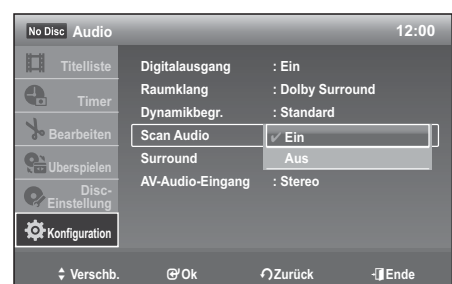 No Disc Audio 12:00
Titelliste
Timer
Bearbeiten
Uberspielen
Disc-
Einstellung
Konfiguration
Digitalausgang : Ein
Raumklang : Dolby Surround
Dynamikbegr. : Standard
Scan Audio ✔ Ein
Surround Aus
AV-Audio-Eingang : Stereo
Verschb. Ok Zurück Ende